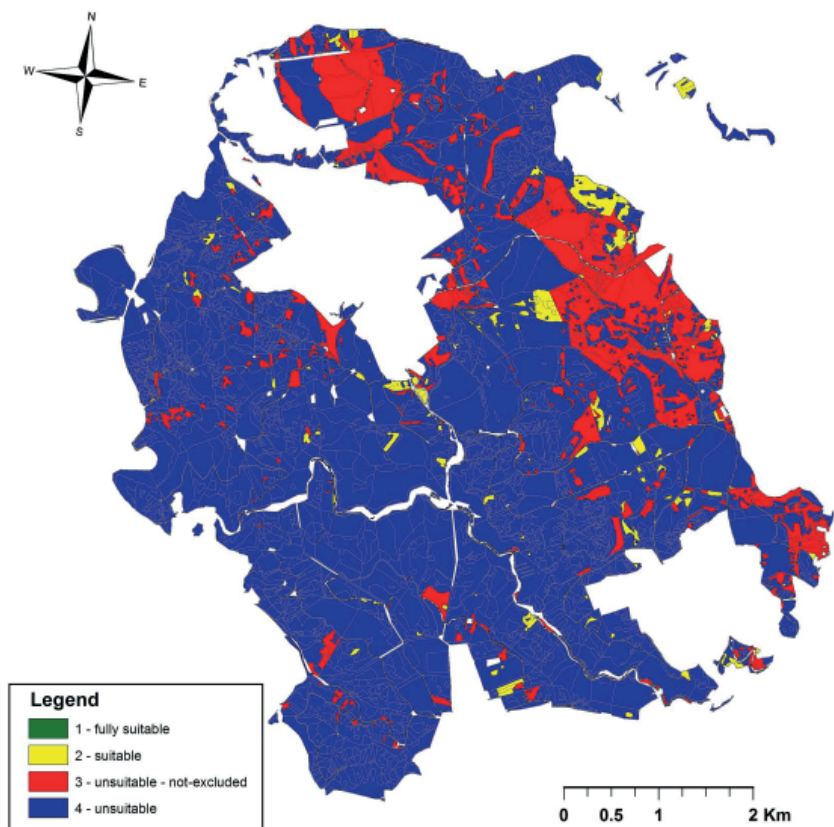 N
W
E
S
Legend
1 - fully suitable
2 - suitable
3 - unsuitable - not-excluded
4 - unsuitable
0 0.5 1 2 Km